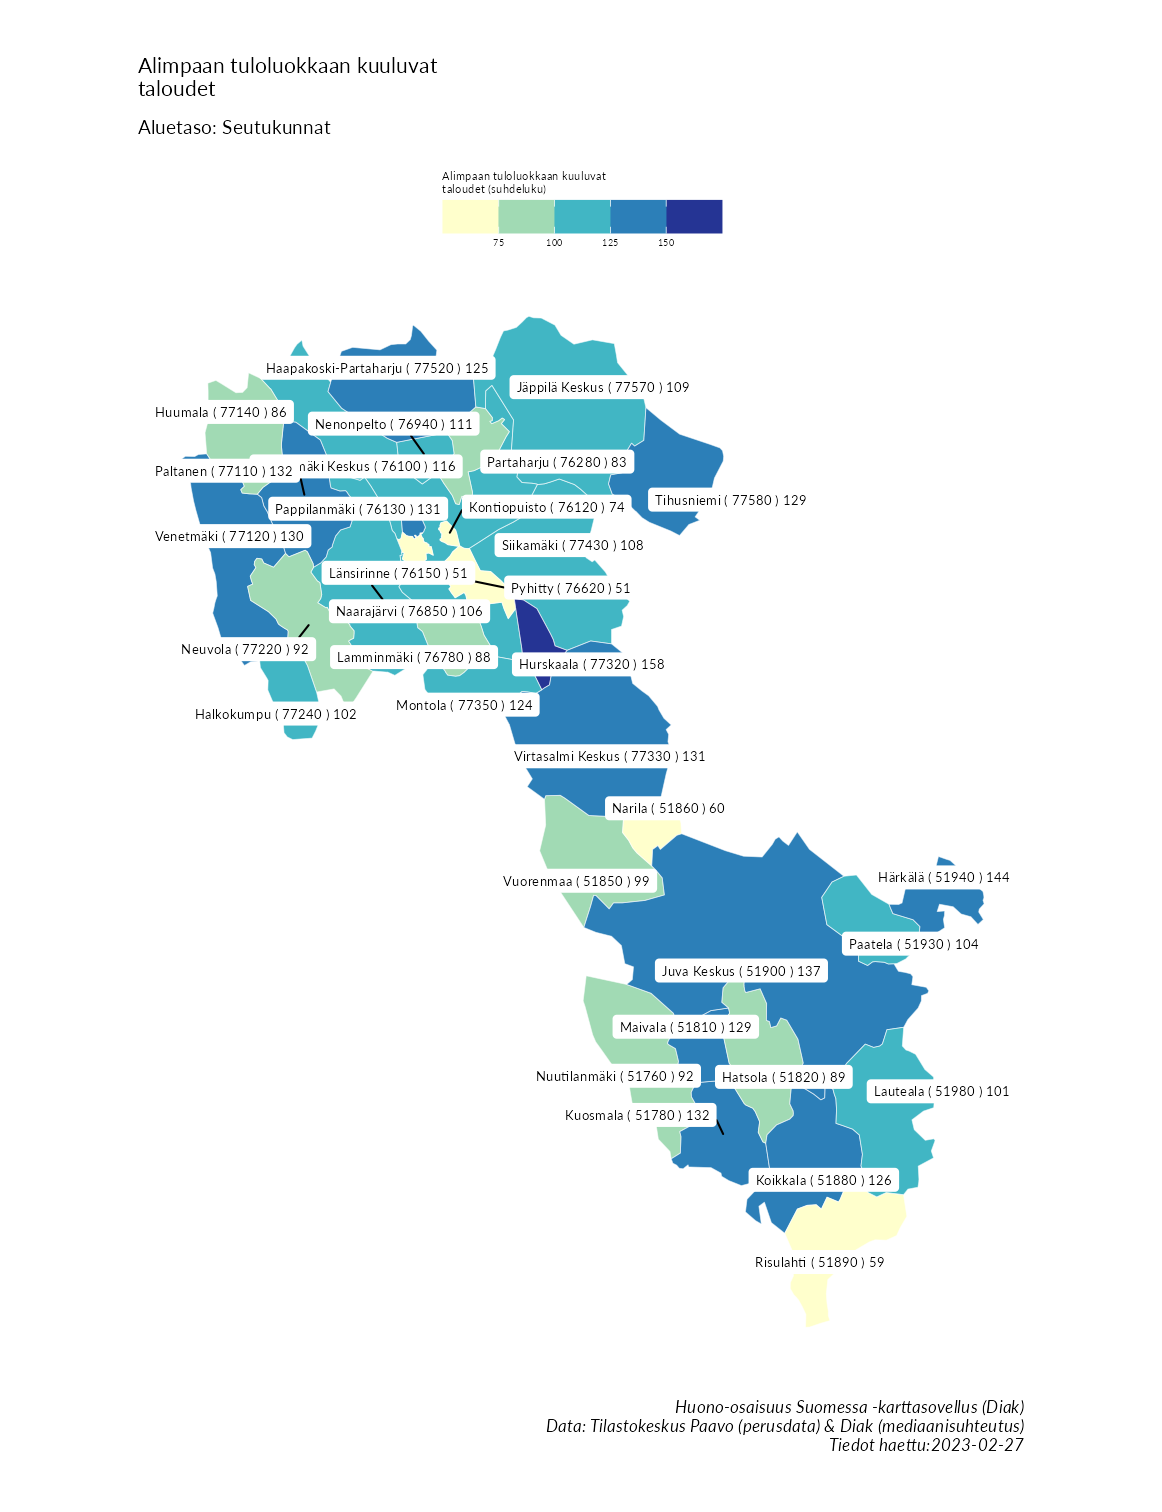 Alimpaan tuloluokkaan kuuluvat
taloudet
Aluetaso: Seutukunnat
Alimpaan tuloluokkaan kuuluvat
taloudet (suhdeluku)
75 100 125 150
Haapakoski-Partaharju ( 77520 ) 125
Jäppilä Keskus ( 77570 ) 109
Huumala ( 77140 ) 86
Nenonpelto ( 76940 ) 111
Partaharju ( 76280 ) 83
mäki Keskus ( 76100 ) 116
Paltanen ( 77110 ) 132
Tihusniemi ( 77580 ) 129
Pappilanmäki ( 76130 ) 131
Kontiopuisto ( 76120 ) 74
Venetmäki ( 77120 ) 130
Siikamäki ( 77430 ) 108
Länsirinne ( 76150 ) 51
Pyhitty ( 76620 ) 51
Naarajärvi ( 76850 ) 106
Neuvola ( 77220 ) 92
Lamminmäki ( 76780 ) 88
Hurskaala ( 77320 ) 158
Montola ( 77350 ) 124
Halkokumpu ( 77240 ) 102
Virtasalmi Keskus ( 77330 ) 131
Narila ( 51860 ) 60
Vuorenmaa ( 51850 ) 99
Härkälä ( 51940 ) 144
Paatela ( 51930 ) 104
Juva Keskus ( 51900 ) 137
Maivala ( 51810 ) 129
Nuutilanmäki ( 51760 ) 92
Hatsola ( 51820 ) 89
Lauteala ( 51980 ) 101
Kuosmala ( 51780 ) 132
Koikkala ( 51880 ) 126
Risulahti ( 51890 ) 59
Huono-osaisuus Suomessa -karttasovellus (Diak)
Data: Tilastokeskus Paavo (perusdata) & Diak (mediaanisuhteutus)
Tiedot haettu:2023-02-27